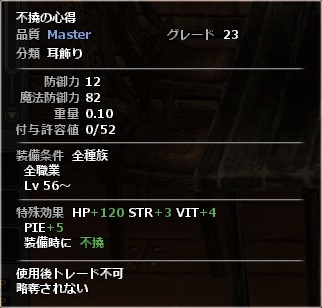 不撓の心得
品質 Master グレード 23
分類 耳飾り
防御力 12
魔法防御力 82
重量 0.10
付与許容値 0/52
装備条件 全種族
全職業
Lv 56～
特殊効果 HP+120 STR+3 VIT+4
PIE+5
装備時に 不撓
使用後トレード不可
略奪されない